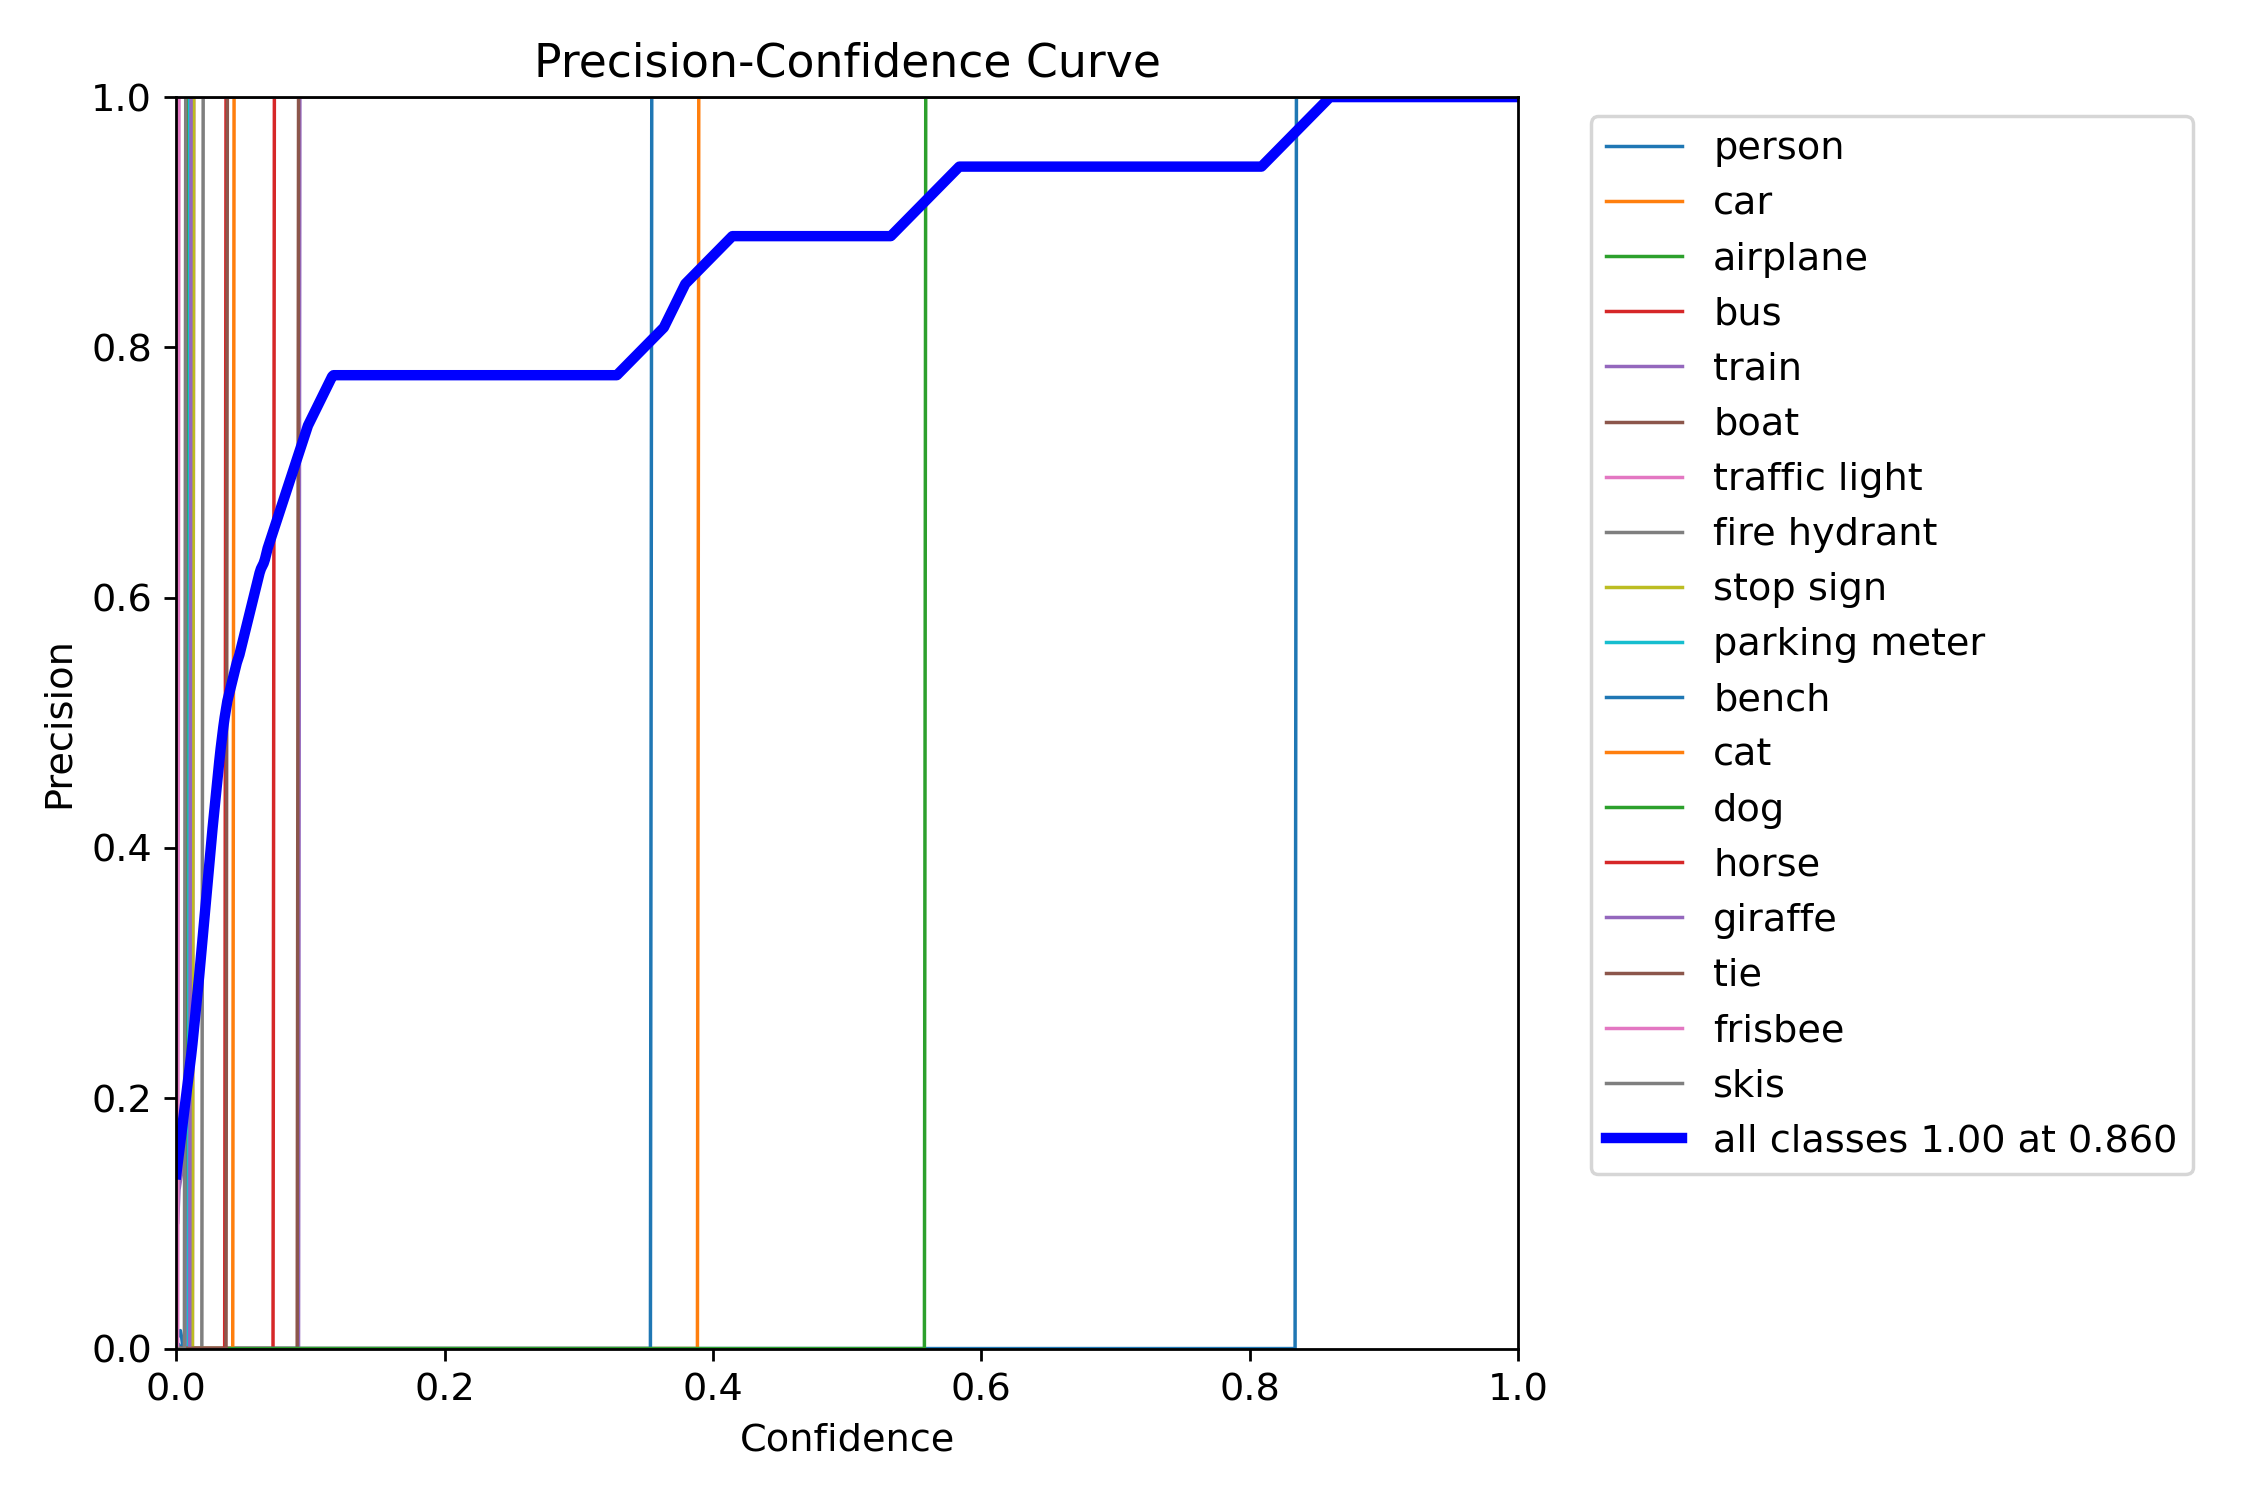 Precision-Confidence Curve
1.0
0.8
0.6
0.4
0.2
0.0
Precision
0.0 0.2 0.4 0.6 0.8 1.0
Confidence
person
car
airplane
bus
train
boat
traffic light
fire hydrant
stop sign
parking meter
bench
cat
dog
horse
giraffe
tie
frisbee
skis
all classes 1.00 at 0.860